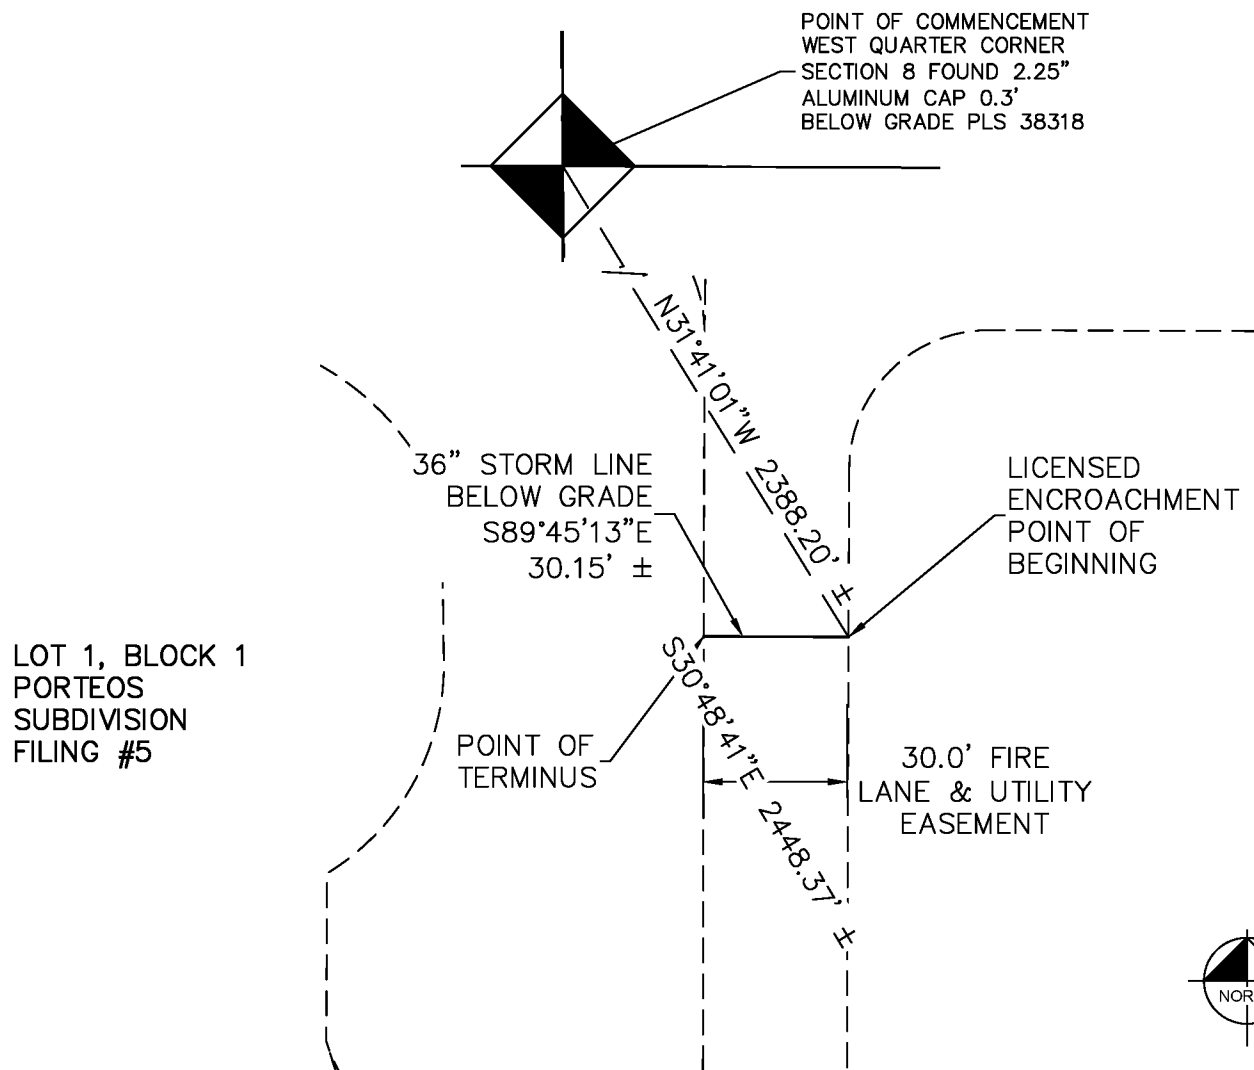 POINT OF COMMENCEMENT
WEST QUARTER CORNER
SECTION 8 FOUND 2.25"
ALUMINUM CAP 0.3'
BELOW GRADE PLS 38318
N31°41'01"W 2388.20' ±
36" STORM LINE
BELOW GRADE
S89°45'13"E
30.15' ±
LICENSED
ENCROACHMENT
POINT OF
BEGINNING
LOT 1, BLOCK 1
PORTEOS
SUBDIVISION
FILING #5
S30°48'41"E 2448.37' ±
POINT OF
TERMINUS
30.0' FIRE
LANE & UTILITY
EASEMENT
NOR